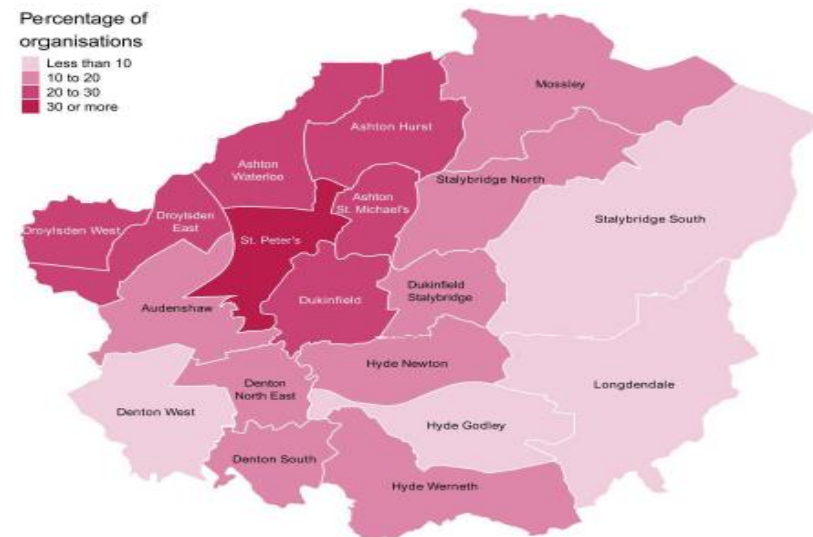 Percentage of
organisations
Less than 10
10 to 20
20 to 30
30 or more
Mossley
Ashton Hurst
Ashton
Waterloo
Stalybridge North
Ashton
St. Michael's
Stalybridge South
Droylsden West
Droylsden
East
St. Peter's
Dukinfield
Stalybridge
Dukinfield
Audenshaw
Hyde Newton
Longdendale
Denton
North East
Denton West
Hyde Godley
Denton South
Hyde Werneth